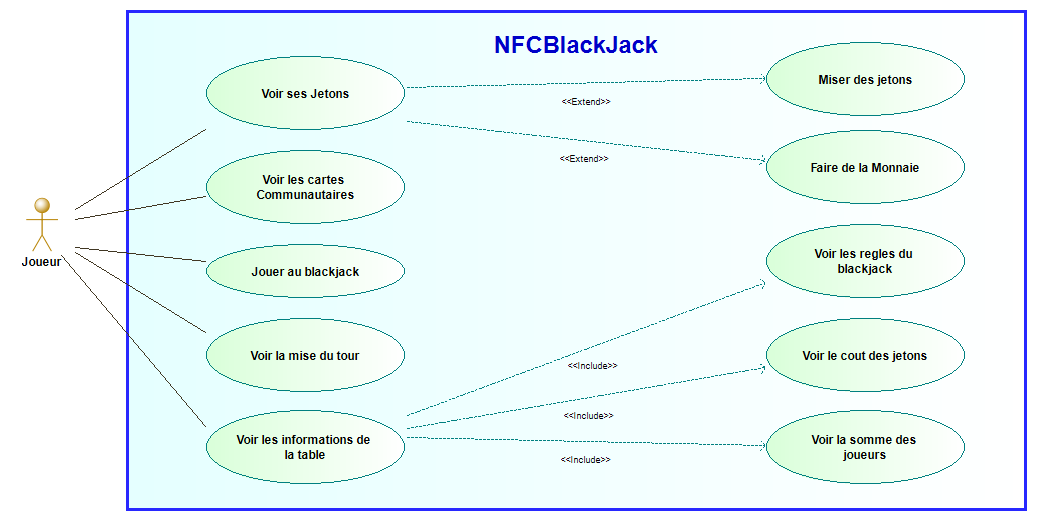 NFCBlackJack
Voir ses Jetons
<<Extend>>
Miser des jetons
<<Extend>>
Faire de la Monnaie
Voir les cartes
Communautaires
Joueur
Jouer au blackjack
Voir les regles du
blackjack
Voir la mise du tour
<<Include>>
Voir le cout des jetons
<<Include>>
Voir les informations de
la table
<<Include>>
Voir la somme des
joueurs